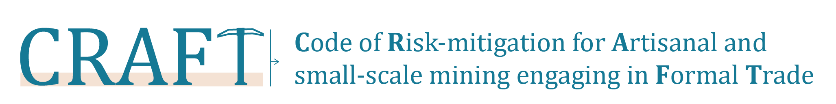 CRAFT
Code of Risk-mitigation for Artisanal and
small-scale mining engaging in Formal Trade